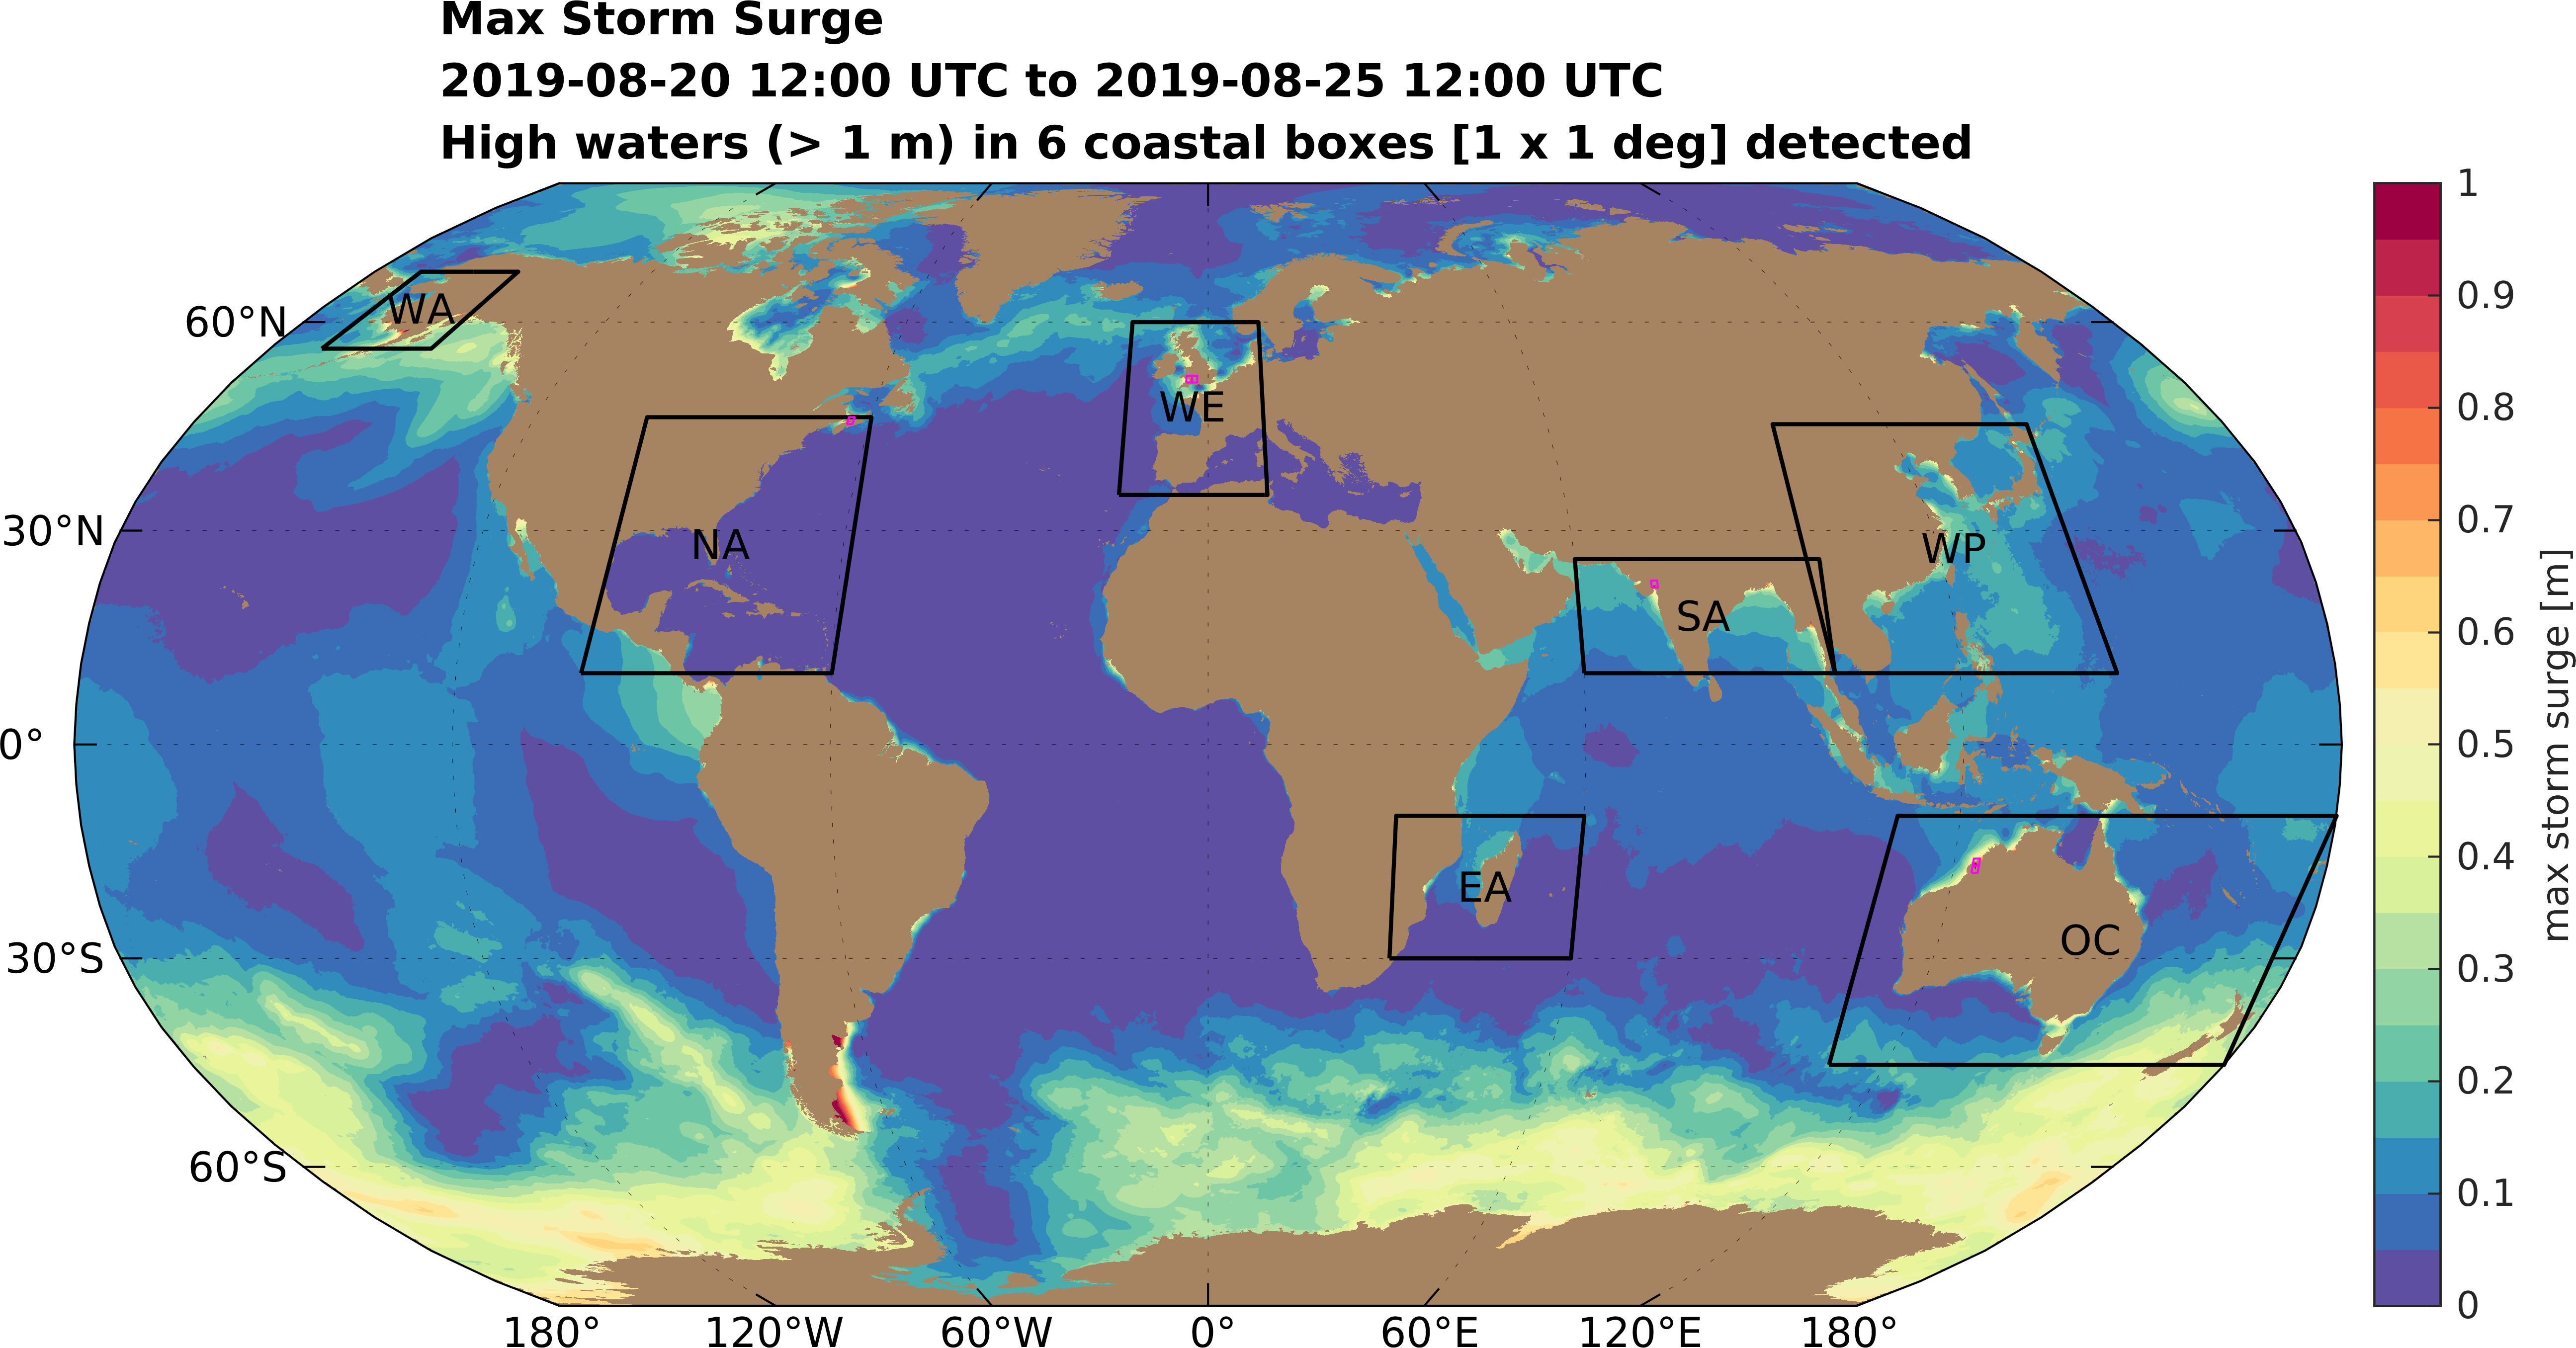 Max Storm Surge
2019-08-20 12:00 UTC to 2019-08-25 12:00 UTC
High waters (> 1 m) in 6 coastal boxes [1 x 1 deg] detected
60°N
30°N
0°
30°S
60°S
WA
NA
WE
SA
WP
EA
OC
180°
120°W
60°W
0°
60°E
120°E
180°
1
0.9
0.8
0.7
0.6
0.5
0.4
0.3
0.2
0.1
0
max storm surge [m]